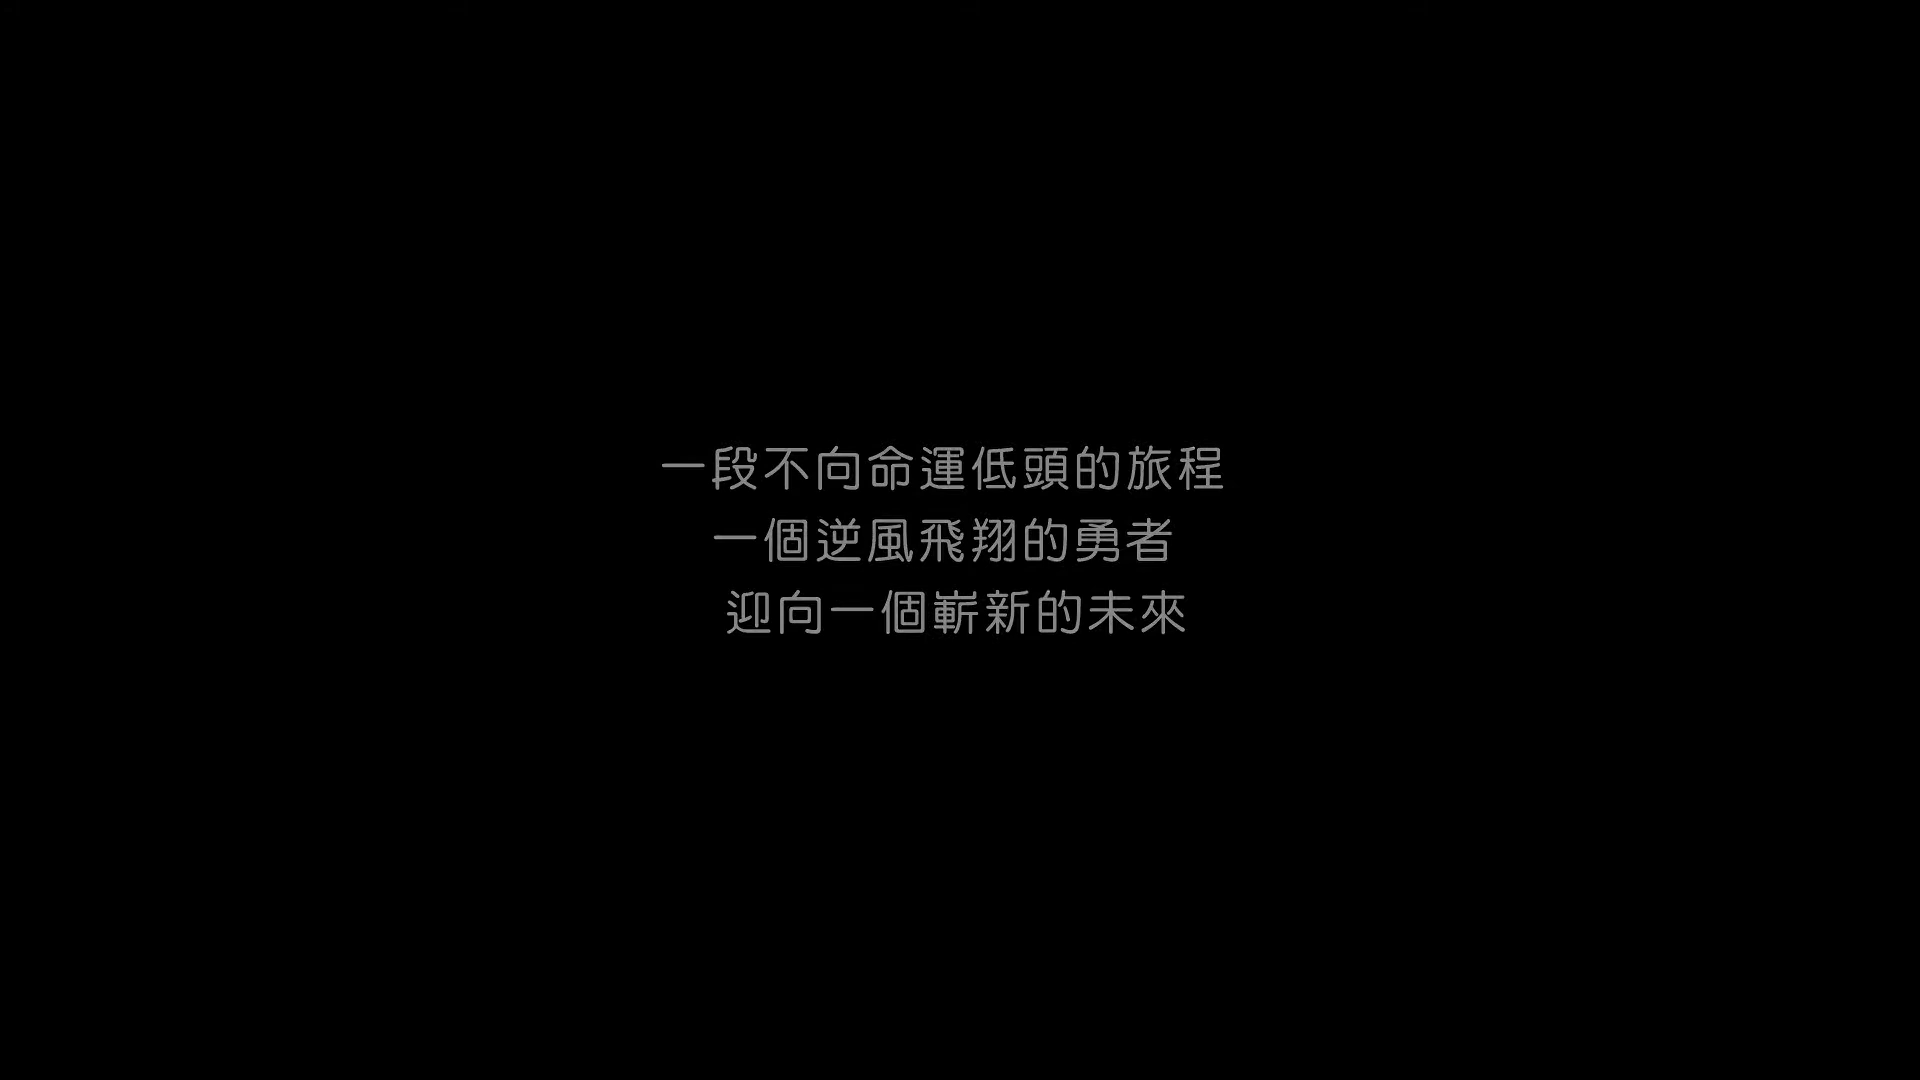 一段不向命運低頭的旅程
一個逆風飛翔的勇者
迎向一個嶄新的未來